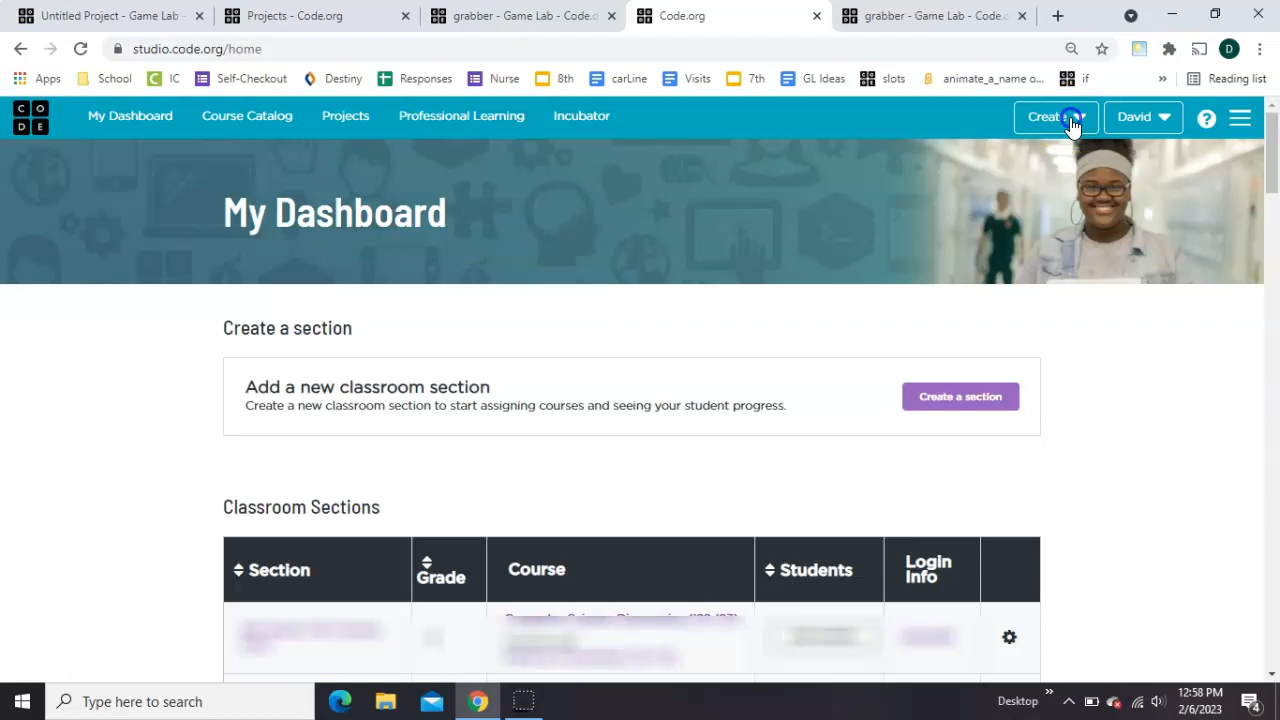 Untitled Project - Game Lab -
Projects - Code.org
grabber - Game Lab - Code.o
Code.org
grabber - Game Lab - Code.
studio.code.org/home
D
Apps
School
IC
Self-Checkout
Destiny
Responses
Nurse
8th
carLine
Visits
7th
GL Ideas
slots
animate_a_name o...
if
»
Reading list
C O
D E
My Dashboard
Course Catalog
Projects
Professional Learning
Incubator
Create
David
?
My Dashboard
Create a section
Add a new classroom section
Create a new classroom section to start assigning courses and seeing your student progress.
Create a section
Classroom Sections
Section
Grade
Course
Students
Login
Info
Type here to search
Desktop
»
12:58 PM
2/6/2023
4